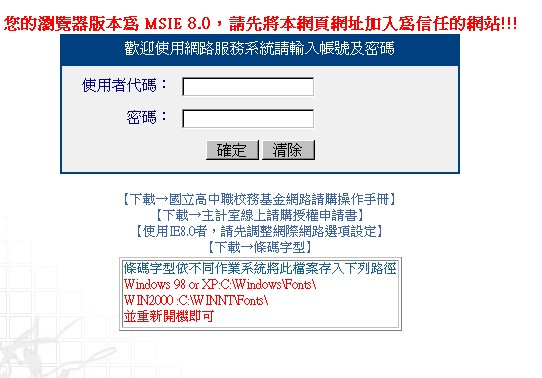 您的瀏覽器版本為 MSIE 8.0，請先將本網頁網址加入為信任的網站!!!
歡迎使用網路服務系統請輸入帳號及密碼
使用者代碼：
密碼：
確定 清除
【下載→國立高中職校務基金網路請購操作手冊】
【下載→主計室線上請購授權申請書】
【使用IE8.0者，請先調整網際網路選項設定】
【下載→條碼字型】
條碼字型依不同作業系統將此檔案存入下列路徑
Windows 98 or XP:C:\Windows\Fonts\
WIN2000 :C:\WINNT\Fonts\
並重新開機即可